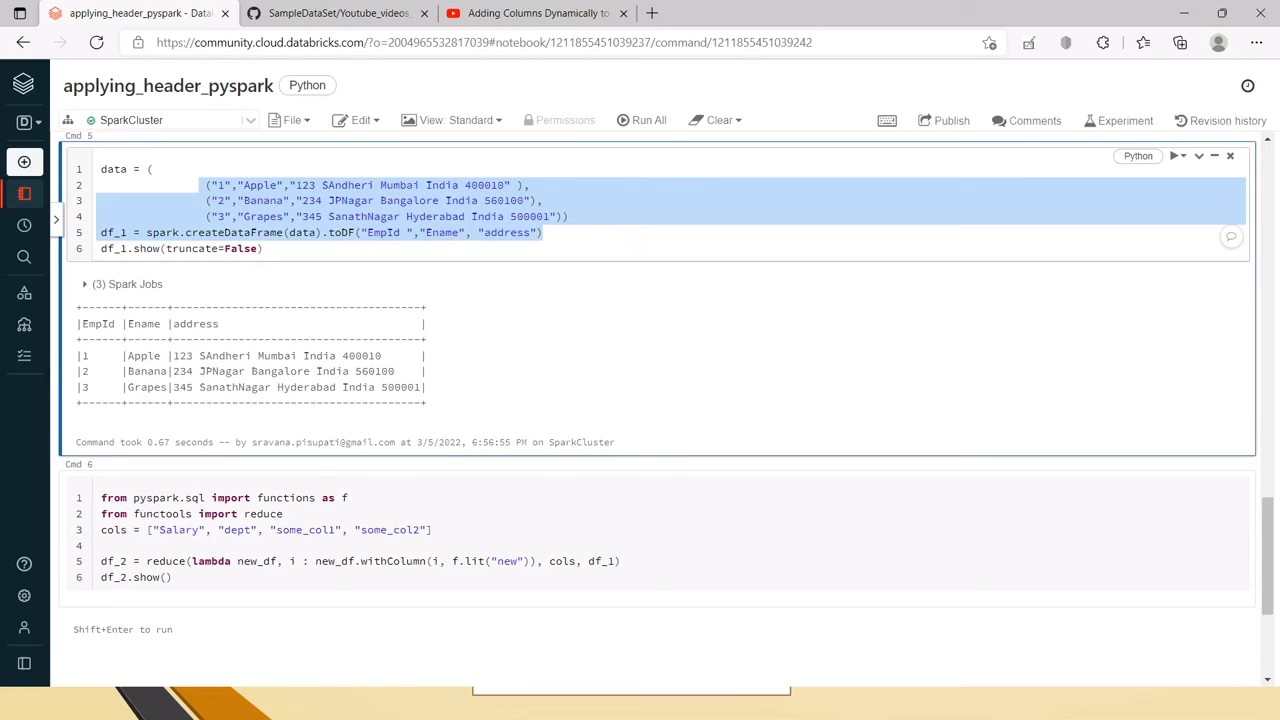 applying_header_pyspark - Data
SampleDataSet/Youtube_videos_
Adding Columns Dynamically to
https://community.cloud.databricks.com/?o=2004965532817039#notebook/1211855451039237/command/1211855451039242
applying_header_pyspark Python
D SparkCluster File Edit View: Standard Permissions Run All Clear Publish Comments Experiment Revision history
Cmd 5
Python
1 data = (
2 ("1","Apple","123 SAndheri Mumbai India 400010" ),
3 ("2","Banana","234 JPNagar Bangalore India 560100"),
4 ("3","Grapes","345 SanathNagar Hyderabad India 500001"))
5 df_1 = spark.createDataFrame(data).toDF("EmpId ","Ename", "address")
6 df_1.show(truncate=False)
(3) Spark Jobs
+------+------+--------------------------------------+
|EmpId |Ename |address                               |
+------+------+--------------------------------------+
|1     |Apple |123 SAndheri Mumbai India 400010      |
|2     |Banana|234 JPNagar Bangalore India 560100    |
|3     |Grapes|345 SanathNagar Hyderabad India 500001|
+------+------+--------------------------------------+
Command took 0.67 seconds -- by sravana.pisupati@gmail.com at 3/5/2022, 6:56:55 PM on SparkCluster
Cmd 6
1 from pyspark.sql import functions as f
2 from functools import reduce
3 cols = ["Salary", "dept", "some_col1", "some_col2"]
4
5 df_2 = reduce(lambda new_df, i : new_df.withColumn(i, f.lit("new")), cols, df_1)
6 df_2.show()
Shift+Enter to run